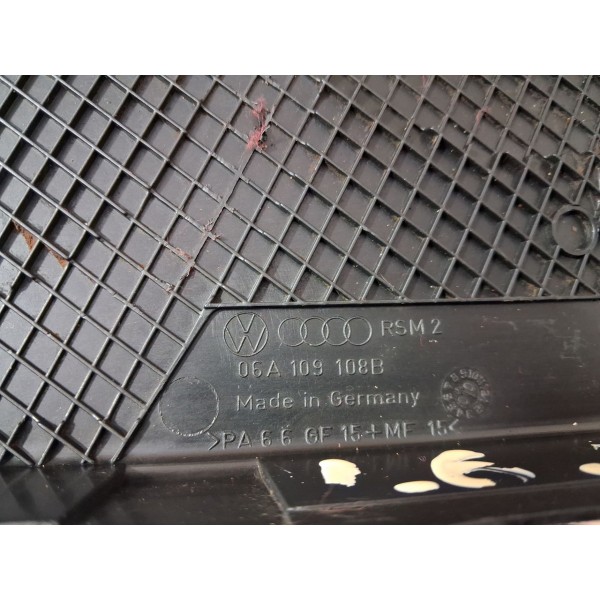 RSM 2
06A 109 108B
Made in Germany
>PA 6 6 GF 15+MF 15<